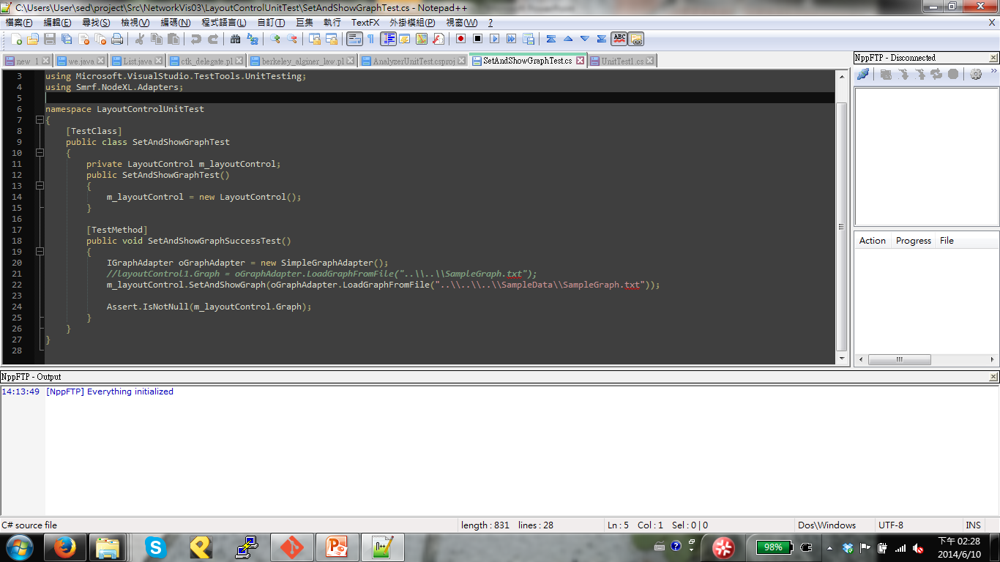 C:\Users\User\sed\project\Src\NetworkVis03\LayoutControlUnitTest\SetAndShowGraphTest.cs - Notepad++
檔案(F) 編輯(E) 尋找(S) 檢視(V) 編碼(N) 程式語言(L) 自訂(T) 巨集 執行 TextFX 外掛模組(P) 視窗(W) ? X
new 1 we.java List.java ctk_delegate.pl berkeley_alginer_law.pl AnalyzerUnitTest.csproj SetAndShowGraphTest.cs UnitTest1.cs
NppFTP - Disconnected
3 using Microsoft.VisualStudio.TestTools.UnitTesting;
4 using Smrf.NodeXL.Adapters;
5
6 namespace LayoutControlUnitTest
7 {
8 [TestClass]
9 public class SetAndShowGraphTest
10 {
11 private LayoutControl m_layoutControl;
12 public SetAndShowGraphTest()
13 {
14 m_layoutControl = new LayoutControl();
15 }
16
17 [TestMethod]
18 public void SetAndShowGraphSuccessTest()
19 {
20 IGraphAdapter oGraphAdapter = new SimpleGraphAdapter();
21 //layoutControl1.Graph = oGraphAdapter.LoadGraphFromFile("..\\..\\SampleGraph.txt");
22 m_layoutControl.SetAndShowGraph(oGraphAdapter.LoadGraphFromFile("..\\..\\..\\SampleData\\SampleGraph.txt"));
23
24 Assert.IsNotNull(m_layoutControl.Graph);
25 }
26 }
27 }
28
Action Progress File
NppFTP - Output
14:13:49 [NppFTP] Everything initialized
C# source file length : 831 lines : 28 Ln : 5 Col : 1 Sel : 0 | 0 Dos\Windows UTF-8 INS
98%
下午 02:28
2014/6/10